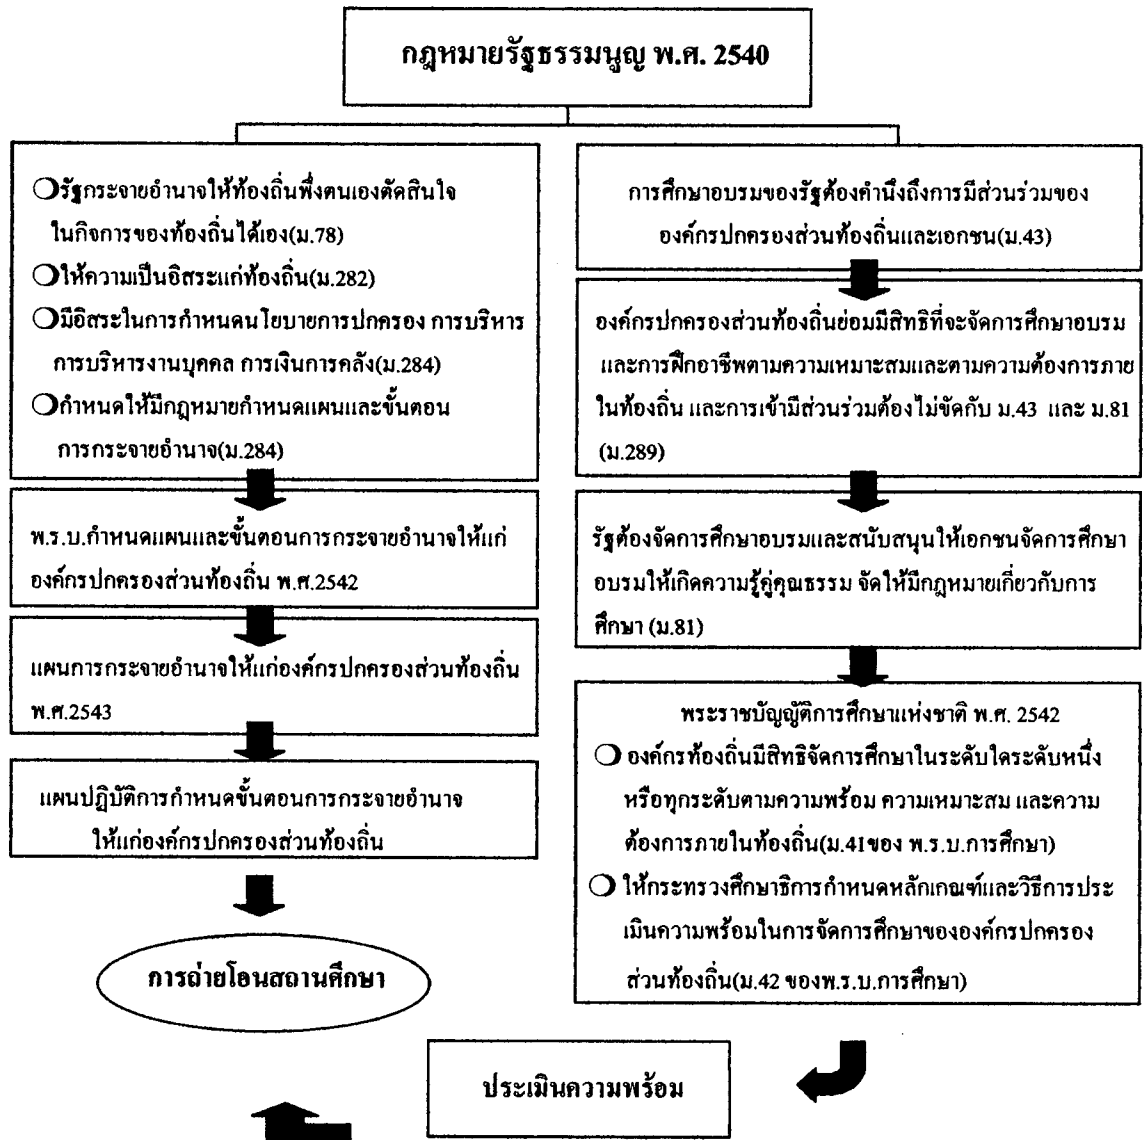 กฎหมายรัฐธรรมนูญ พ.ศ. 2540
รัฐกระจายอำนาจให้ท้องถิ่นพึ่งตนเองตัดสินใจ
ในกิจการของท้องถิ่นได้เอง(ม.78)
ให้ความเป็นอิสระแก่ท้องถิ่น(ม.282)
มีอิสระในการกำหนดนโยบายการปกครอง การบริหาร
การบริหารงานบุคคล การเงินการคลัง(ม.284)
กำหนดให้มีกฎหมายกำหนดแผนและขั้นตอน
การกระจายอำนาจ(ม.284)
พ.ร.บ.กำหนดแผนและขั้นตอนการกระจายอำนาจให้แก่
องค์กรปกครองส่วนท้องถิ่น พ.ศ.2542
แผนการกระจายอำนาจให้แก่องค์กรปกครองส่วนท้องถิ่น
พ.ศ.2543
แผนปฏิบัติการกำหนดขั้นตอนการกระจายอำนาจ
ให้แก่องค์กรปกครองส่วนท้องถิ่น
การถ่ายโอนสถานศึกษา
การศึกษาอบรมของรัฐต้องคำนึงถึงการมีส่วนร่วมของ
องค์กรปกครองส่วนท้องถิ่นและเอกชน(ม.43)
องค์กรปกครองส่วนท้องถิ่นย่อมมีสิทธิที่จะจัดการศึกษาอบรม
และการฝึกอาชีพตามความเหมาะสมและตามความต้องการภาย
ในท้องถิ่น และการเข้ามีส่วนร่วมต้องไม่ขัดกับ ม.43 และ ม.81
(ม.289)
รัฐต้องจัดการศึกษาอบรมและสนับสนุนให้เอกชนจัดการศึกษา
อบรมให้เกิดความรู้คู่คุณธรรม จัดให้มีกฎหมายเกี่ยวกับการ
ศึกษา (ม.81)
พระราชบัญญัติการศึกษาแห่งชาติ พ.ศ. 2542
องค์กรท้องถิ่นมีสิทธิจัดการศึกษาในระดับใดระดับหนึ่ง
หรือทุกระดับตามความพร้อม ความเหมาะสม และความ
ต้องการภายในท้องถิ่น(ม.41ของ พ.ร.บ.การศึกษา)
ให้กระทรวงศึกษาธิการกำหนดหลักเกณฑ์และวิธีการประ
เมินความพร้อมในการจัดการศึกษาขององค์กรปกครอง
ส่วนท้องถิ่น(ม.42 ของพ.ร.บ.การศึกษา)
ประเมินความพร้อม